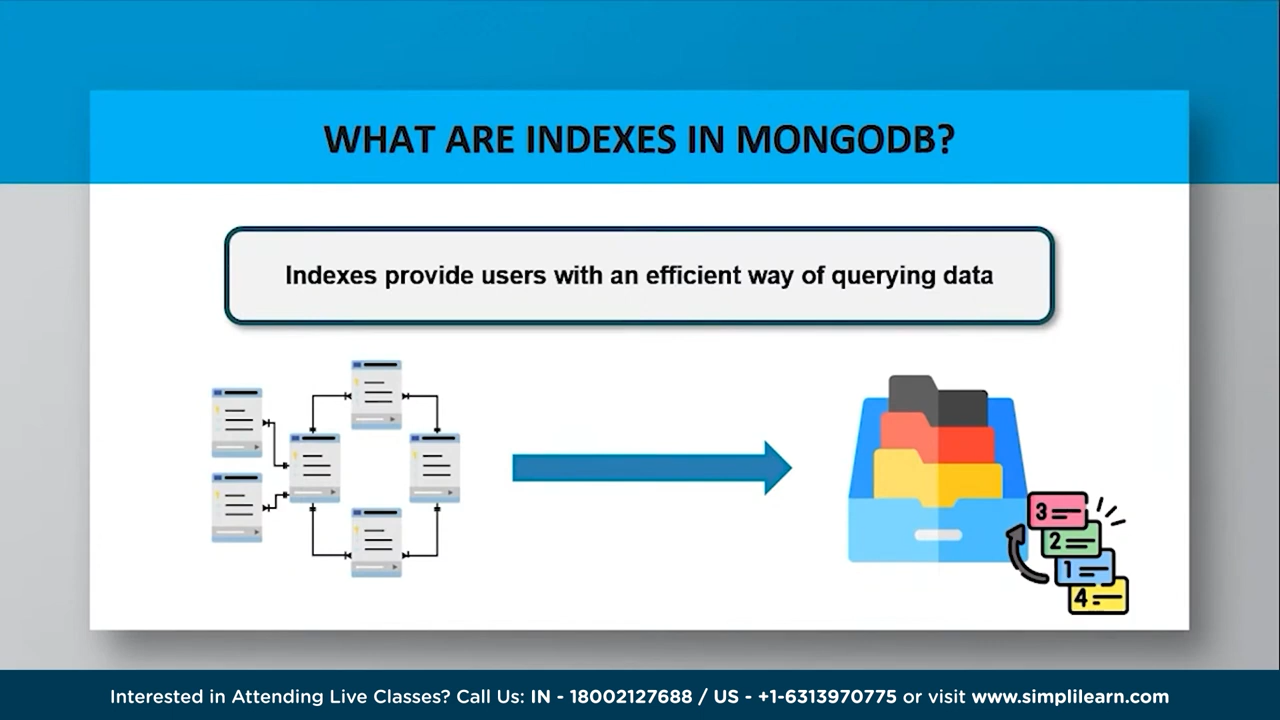 WHAT ARE INDEXES IN MONGODB?
Indexes provide users with an efficient way of querying data
3
2
1
4
Interested in Attending Live Classes? Call Us: IN - 18002127688 / US - +1-6313970775 or visit www.simplilearn.com